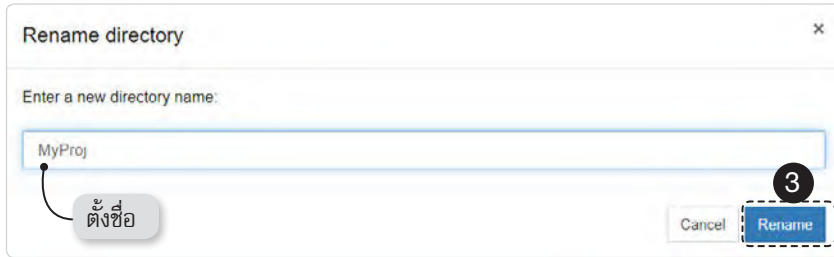 Rename directory ×
Enter a new directory name:
MyProj
ตั้งชื่อ
3
Cancel Rename